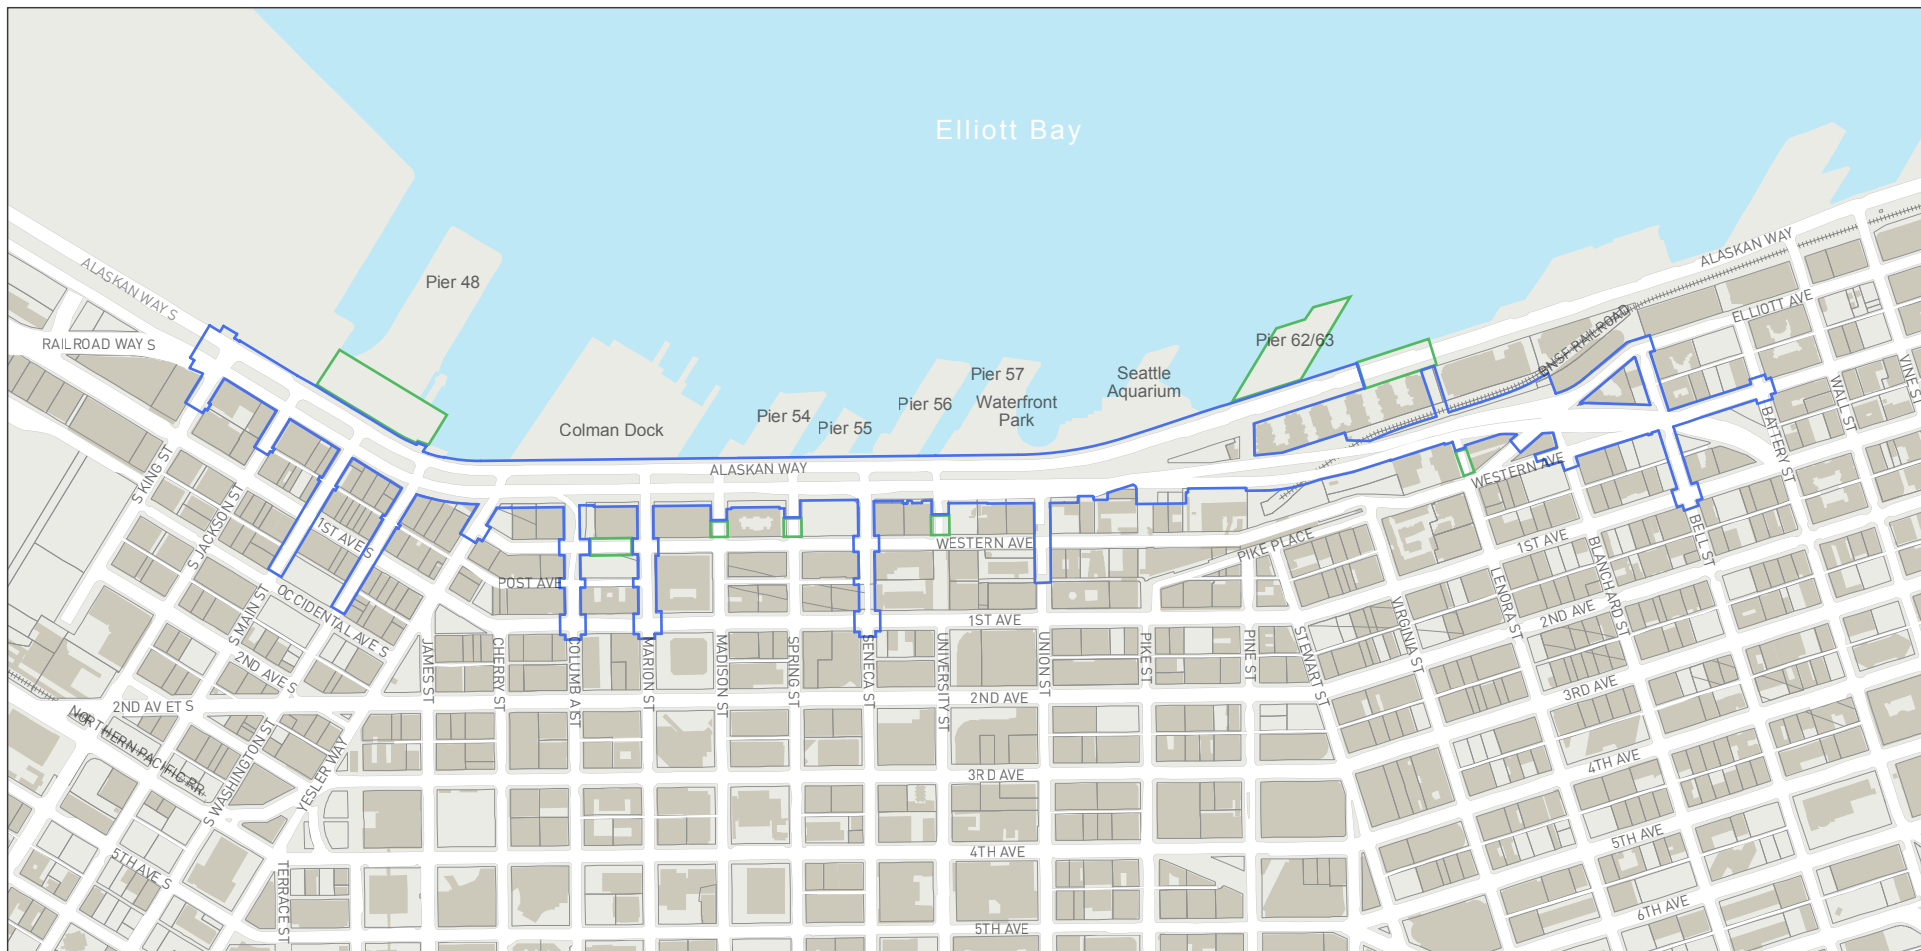 Elliott Bay
ALASKAN WAY
ALASKAN WAY S
Pier 48
ELLIOTT AVE
BNSF RAILROAD
RAILROAD WAY S
Pier 62/63
VINE ST
WALL ST
Pier 57
Seattle
Aquarium
Pier 56
Waterfront
Park
Pier 54
Pier 55
Colman Dock
ALASKAN WAY
BATTERY ST
S KING ST
WESTERN AVE
S JACKSON ST
1ST AVE S
WESTERN AVE
PIKE PLACE
1ST AVE
BELL ST
BLANCHARD ST
POST AVE
LENORA ST
S MAIN ST
OCCIDENTAL AVE S
1ST AVE
2ND AVE
VIRGINIA ST
JAMES ST
CHERRY ST
COLUMBIA ST
MARION ST
MADISON ST
SPRING ST
SENECA ST
UNIVERSITY ST
UNION ST
PIKE ST
PINE ST
STEWART ST
2ND AVE S
3RD AVE
2ND AV ET S
2ND AVE
NORTHERN PACIFIC RR
S WASHINGTON ST
YESLER WAY
3RD AVE
4TH AVE
5TH AVE
4TH AVE
5TH AVE S
TERRACE ST
6TH AVE
5TH AVE